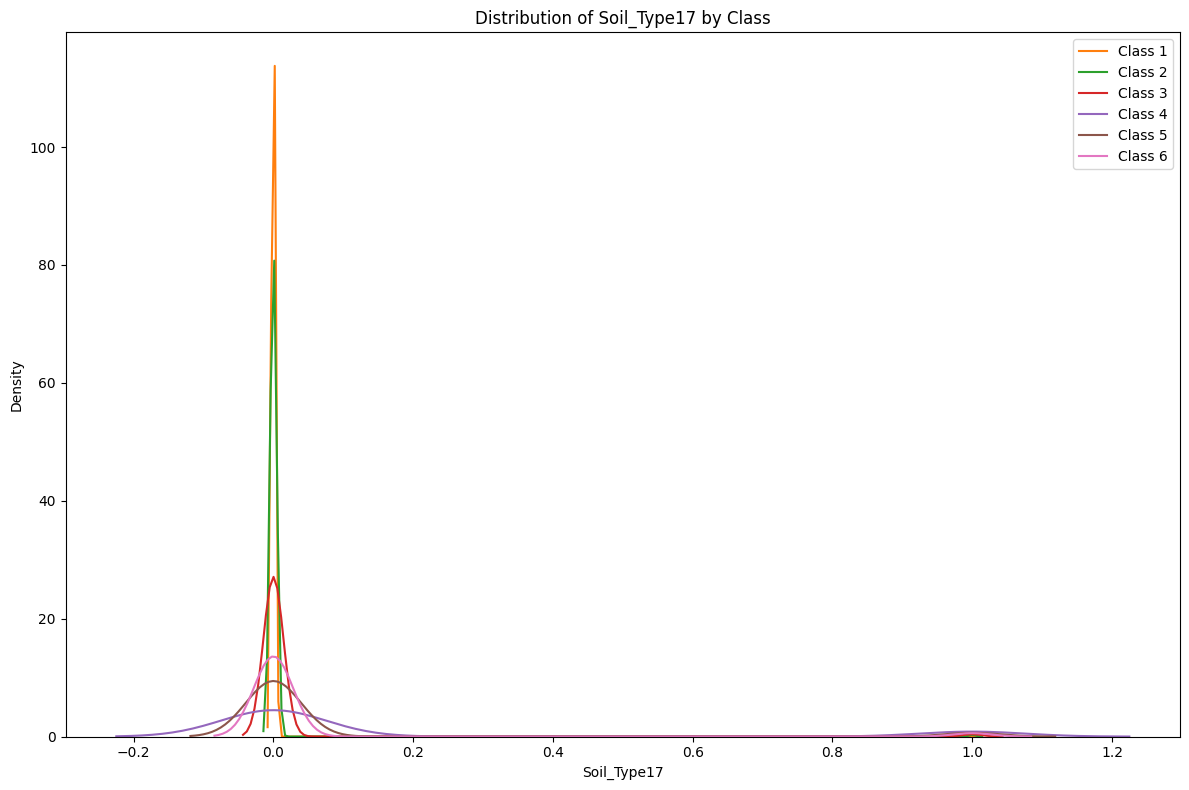 Distribution of Soil_Type17 by Class
Class 1
Class 2
Class 3
Class 4
Class 5
Class 6
Density
100
80
60
40
20
0
−0.2
0.0
0.2
0.4
0.6
0.8
1.0
1.2
Soil_Type17